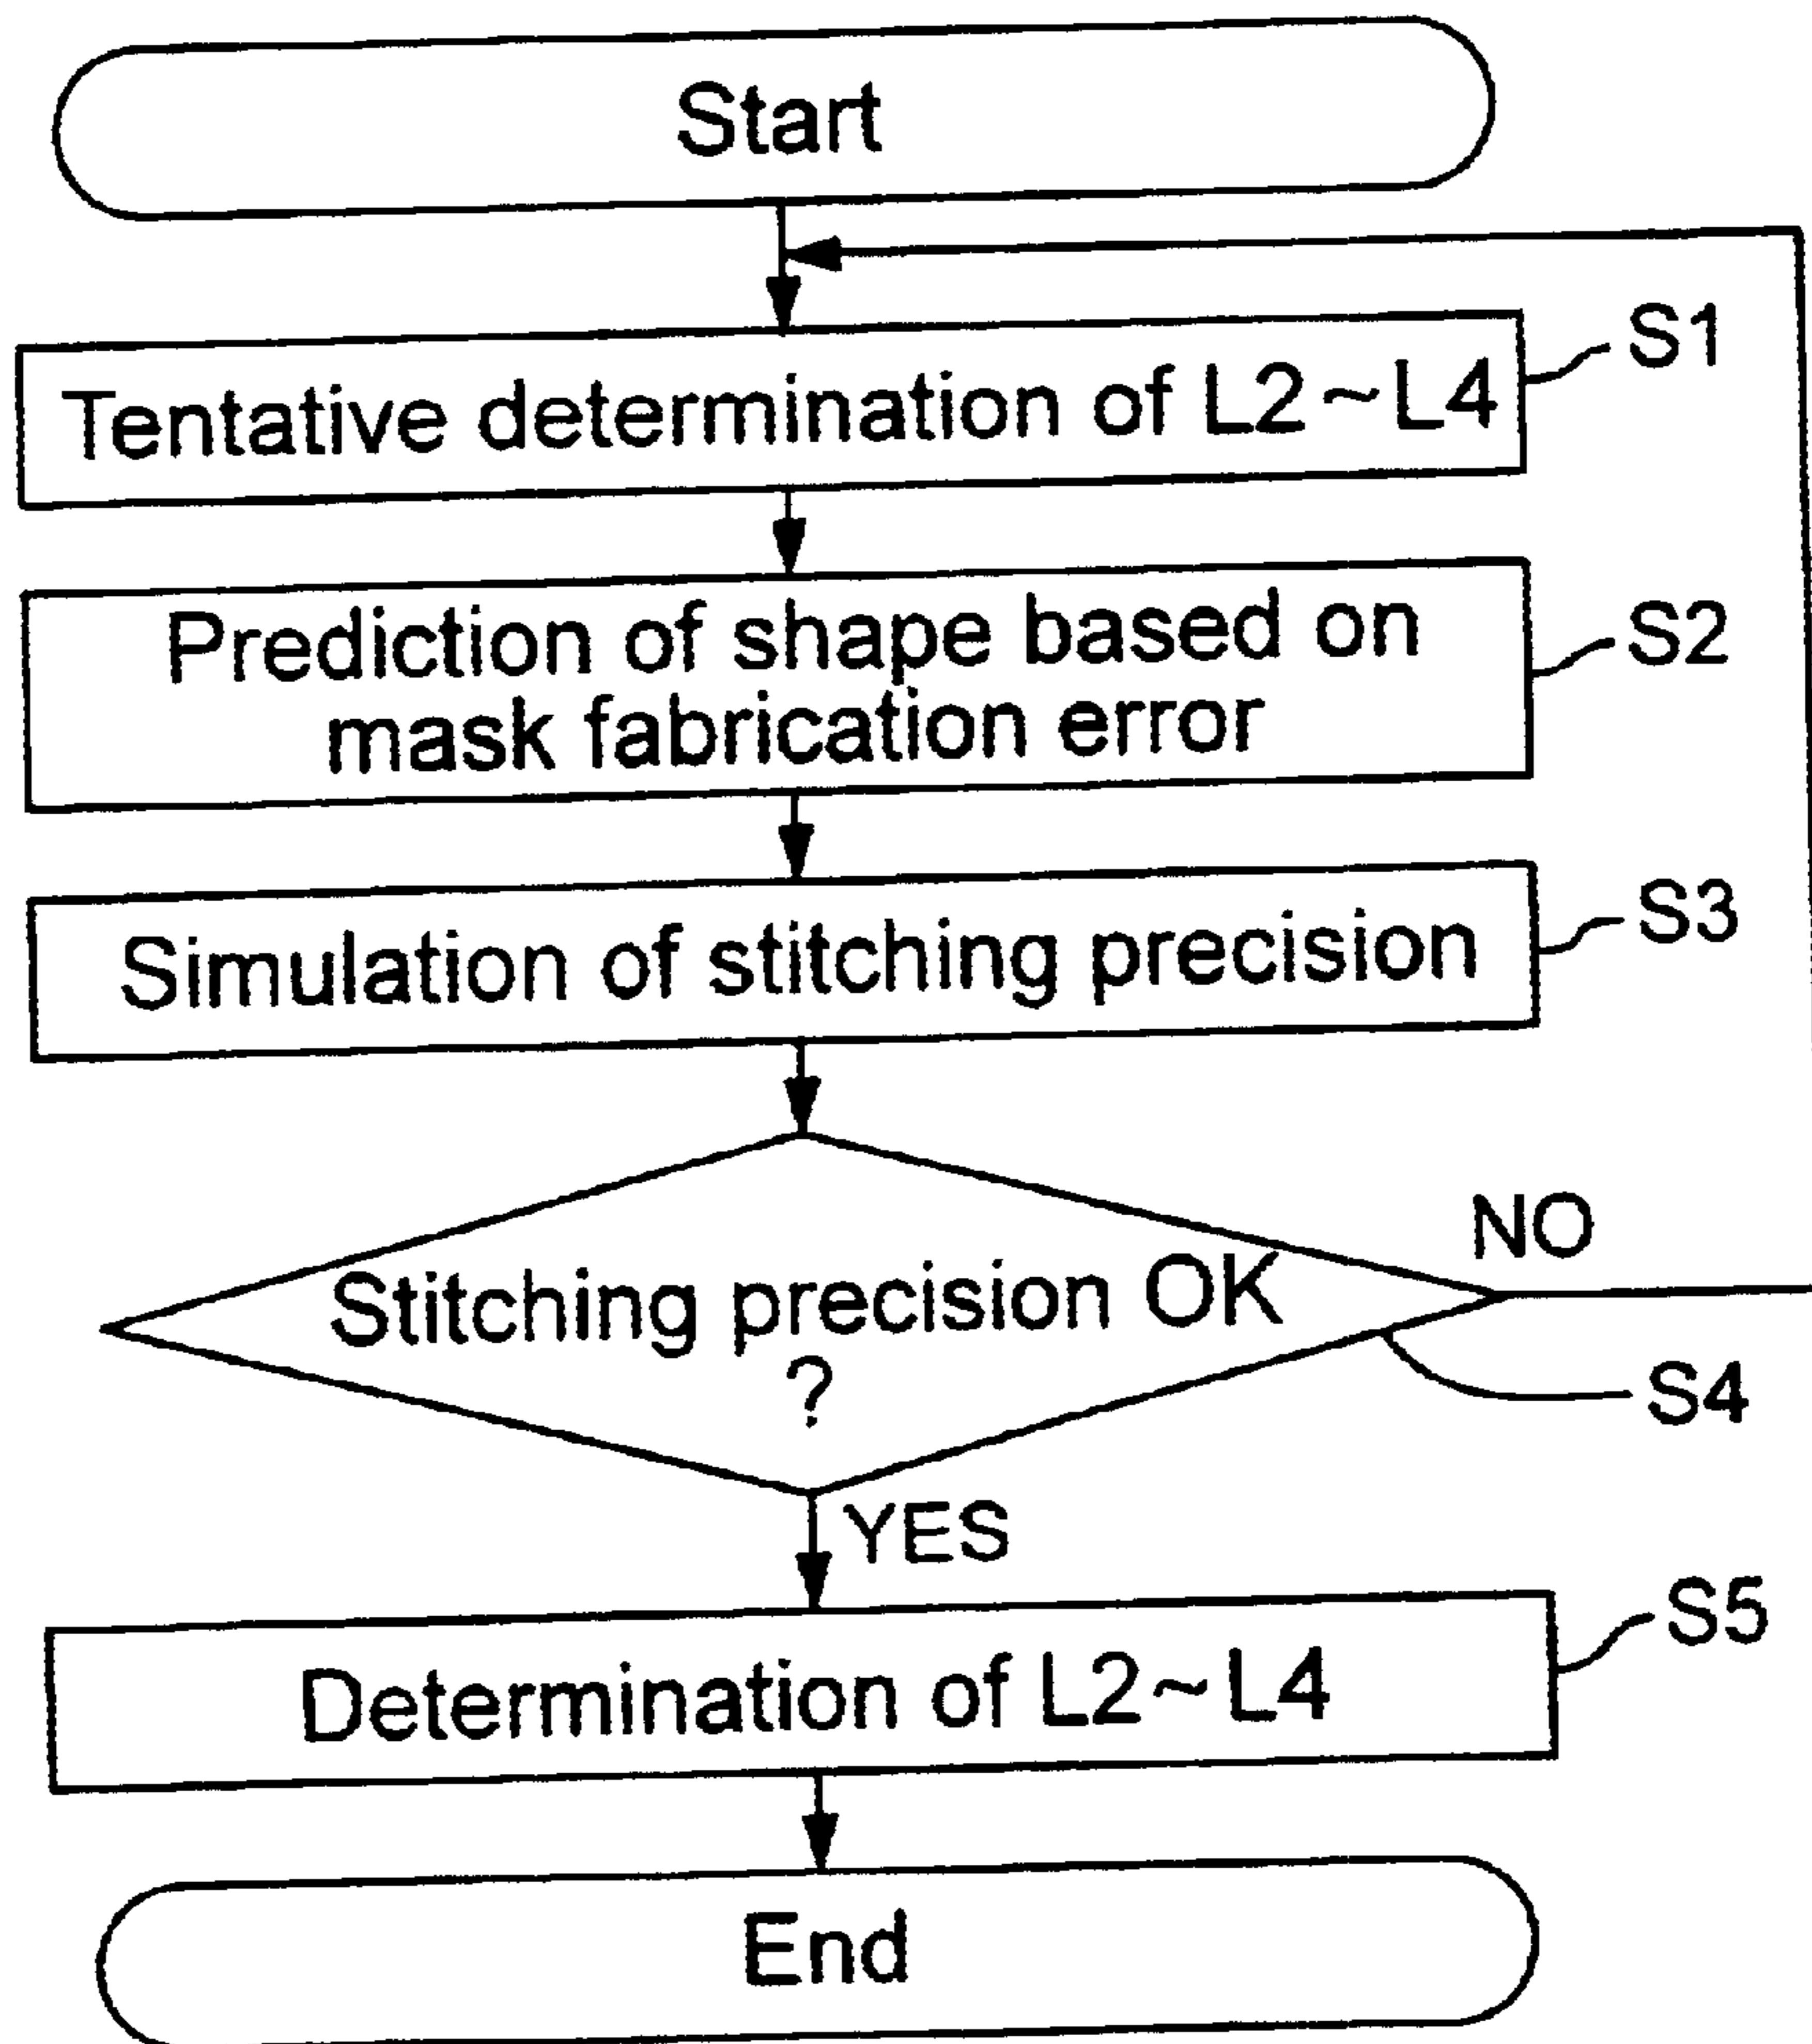 Start
Tentative determination of L2~L4
S1
Prediction of shape based on
mask fabrication error
S2
Simulation of stitching precision
S3
Stitching precision OK
?
NO
S4
YES
Determination of L2~L4
S5
End